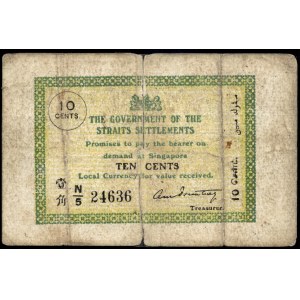 10
CENTS
THE GOVERNMENT OF THE
STRAITS SETTLEMENTS
Promises to pay the bearer on
demand at Singapore
TEN CENTS
Local Currency for value received.
N/5 24636
Treasurer.
10